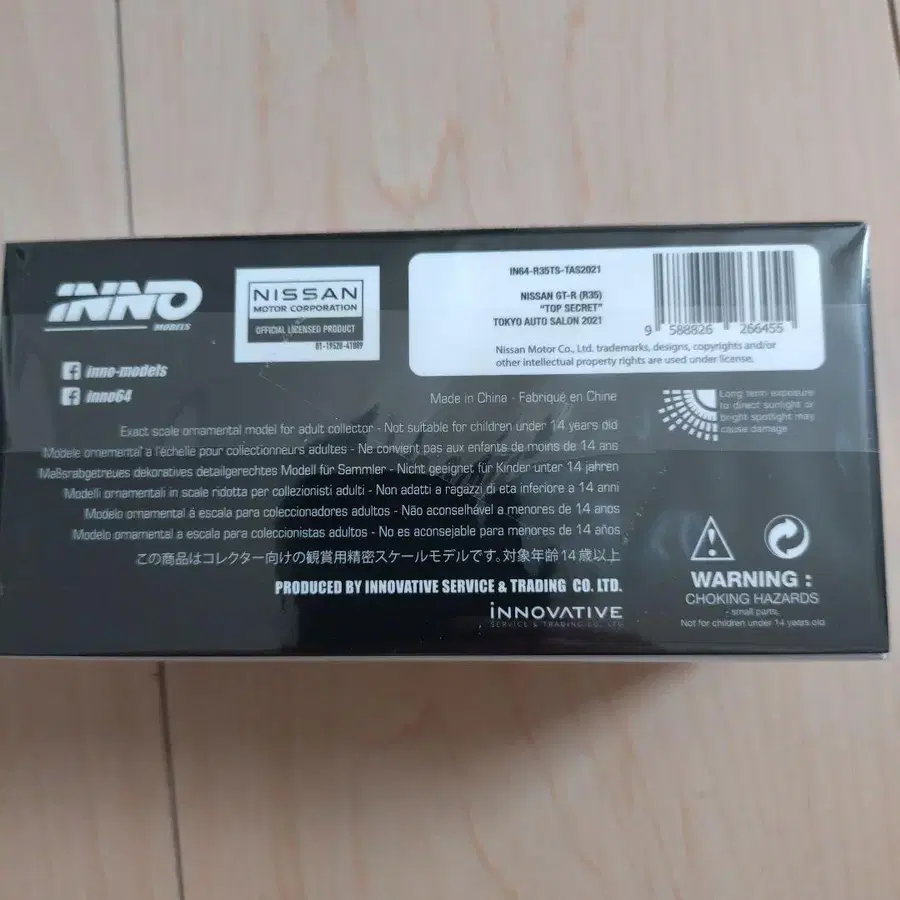 INNO
MODELS
NISSAN
MOTOR CORPORATION
OFFICIAL LICENSED PRODUCT
IN64-R35TS-TAS2021
NISSAN GT-R (R35)
"TOP SECRET"
TOKYO AUTO SALON 2021
9 588826 266455
Nissan Motor Co., Ltd. trademarks, designs, copyrights and/or
other intellectual property rights are used under license.
inno-models
inno64
Made in China - Fabriqué en Chine
Long term exposure
to direct sunlight or
bright spotlight may
cause damage
Exact scale ornamental model for adult collector - Not suitable for children under 14 years old
Modele ornemental a l'échelle pour collectionneurs adultes - Ne convient pas aux enfants de moins de 14 ans
Maßsrabgetreues dekoratives detailgerechtes Modell für Sammler - Nicht geeignet für Kinder unter 14 jahren
Modelli ornamentali in scale ridotta per collezionisti adulti - Non adatti a ragazzi di eta inferiore a 14 anni
Modelo ornamental á escala para coleccionadores adultos - Não aconselhável a menores de 14 anos
Modelo ornamental a escala para coleccionistas adultos - No es aconsejable para menores de 14 años
この商品はコレクター向けの観賞用精密スケールモデルです。対象年齢14歳以上
PRODUCED BY INNOVATIVE SERVICE & TRADING CO. LTD.
INNOVATIVE
SERVICE & TRADING CO. LTD.
WARNING :
CHOKING HAZARDS
- small parts.
Not for children under 14 years old